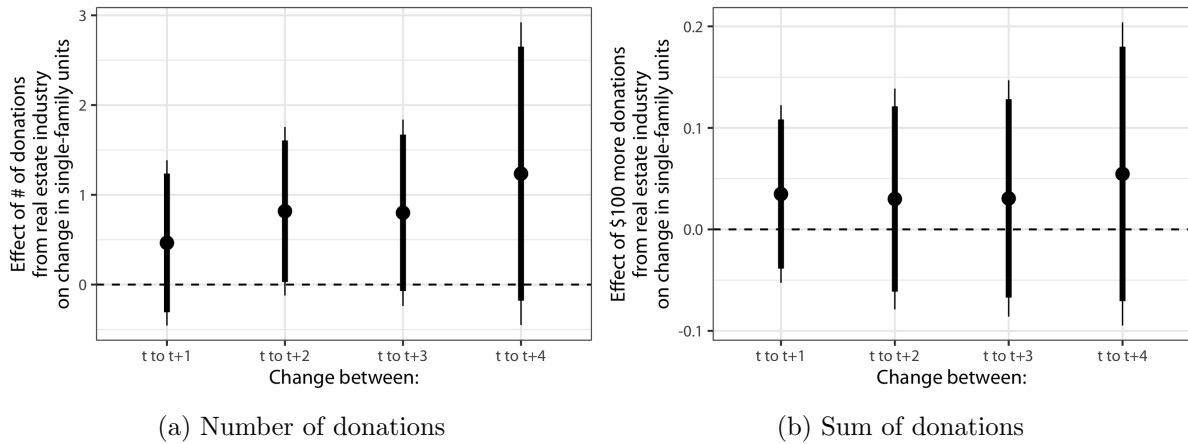 Effect of # of donations
from real estate industry
on change in single-family units
3
2
1
0
t to t+1
t to t+2
t to t+3
t to t+4
Change between:
(a) Number of donations
Effect of $100 more donations
from real estate industry
on change in single-family units
0.2
0.1
0.0
-0.1
t to t+1
t to t+2
t to t+3
t to t+4
Change between:
(b) Sum of donations